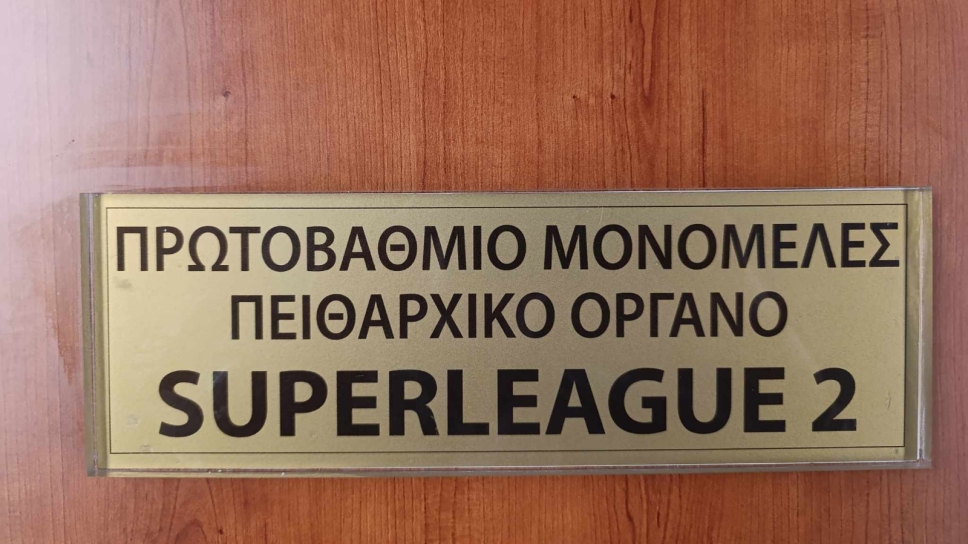 ΠΡΩΤΟΒΑΘΜΙΟ ΜΟΝΟΜΕΛΕΣ
ΠΕΙΘΑΡΧΙΚΟ ΟΡΓΑΝΟ
SUPERLEAGUE 2